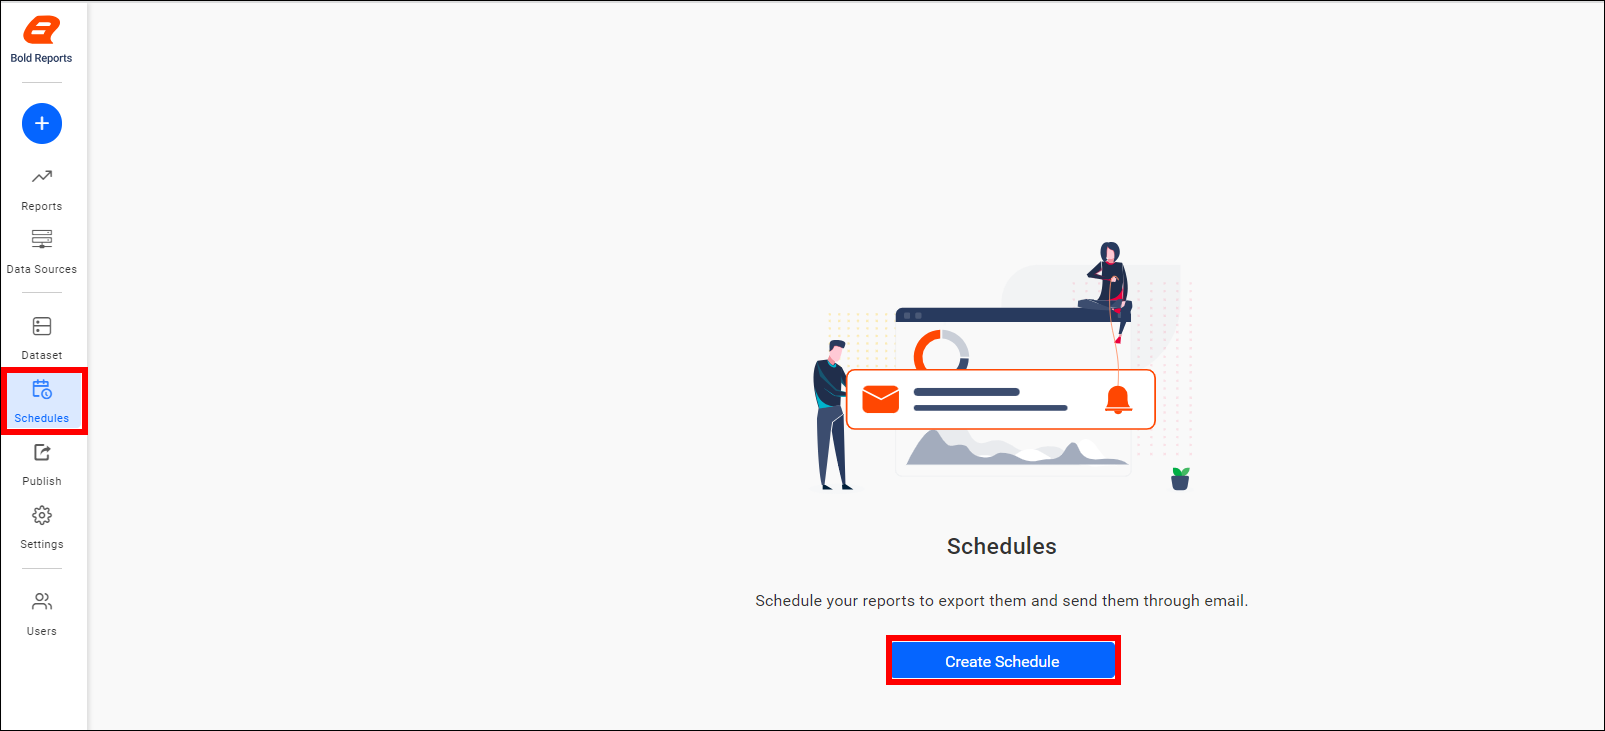 Bold Reports
Reports
Data Sources
Dataset
Schedules
Publish
Settings
Users
Schedules
Schedule your reports to export them and send them through email.
Create Schedule